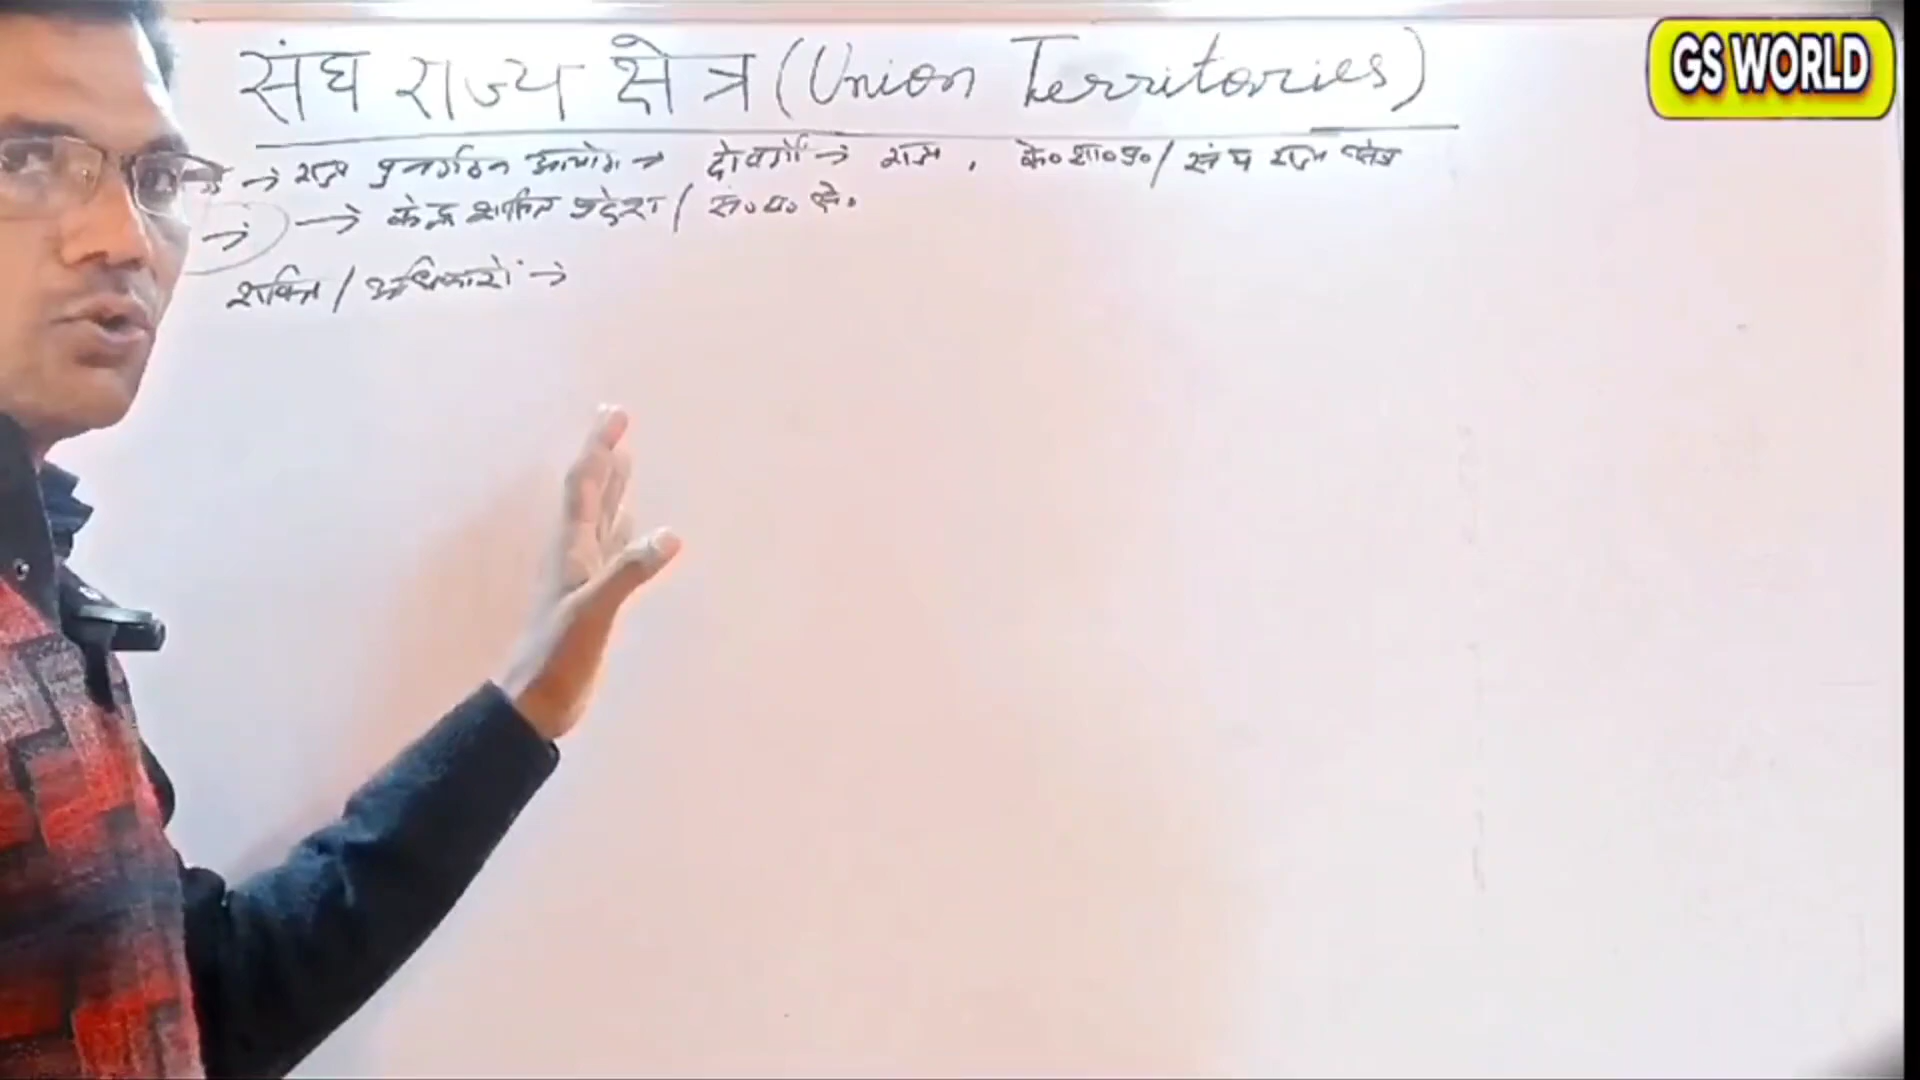 संघ राज्य क्षेत्र (Union Territories)
GS WORLD
→ राज्य पुनर्गठन आयोग → दो वर्गों → राज्य, के० शा० प्र० / संघ राज्य क्षेत्र
→ → केन्द्र शासित प्रदेश / सं० रा० क्षे०
शक्ति / अधिकारों →